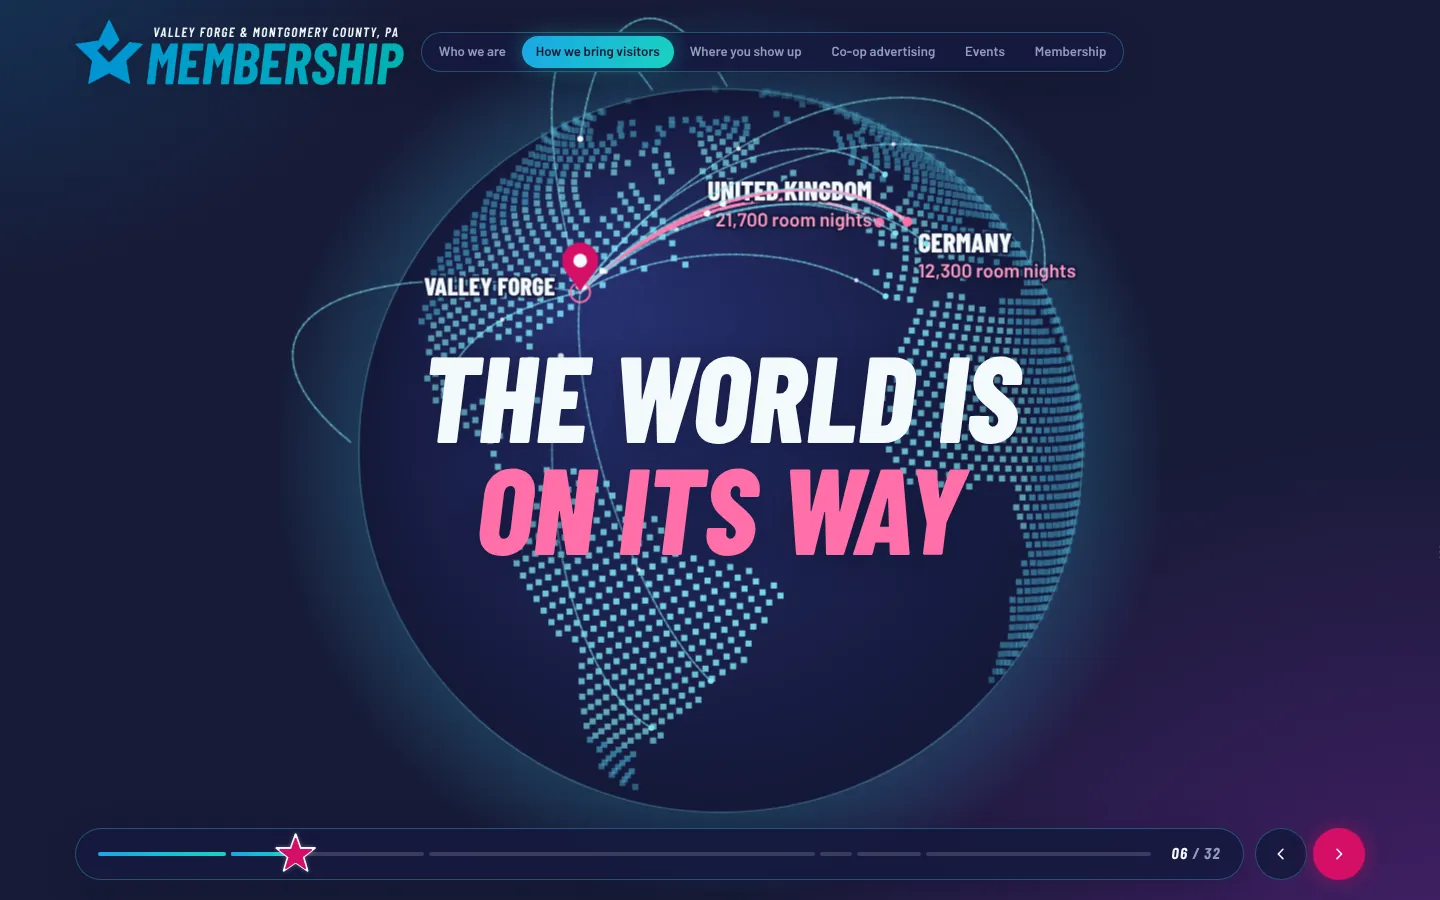 VALLEY FORGE & MONTGOMERY COUNTY, PA
MEMBERSHIP
Who we are
How we bring visitors
Where you show up
Co-op advertising
Events
Membership
UNITED KINGDOM
21,700 room nights
GERMANY
12,300 room nights
VALLEY FORGE
THE WORLD IS
ON ITS WAY
06 / 32